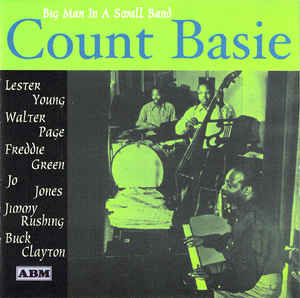 Big Man In A Small Band
Count Basie
Lester
Young
Walter
Page
Freddie
Green
Jo
Jones
Jimmy
Rushing
Buck
Clayton
ABM